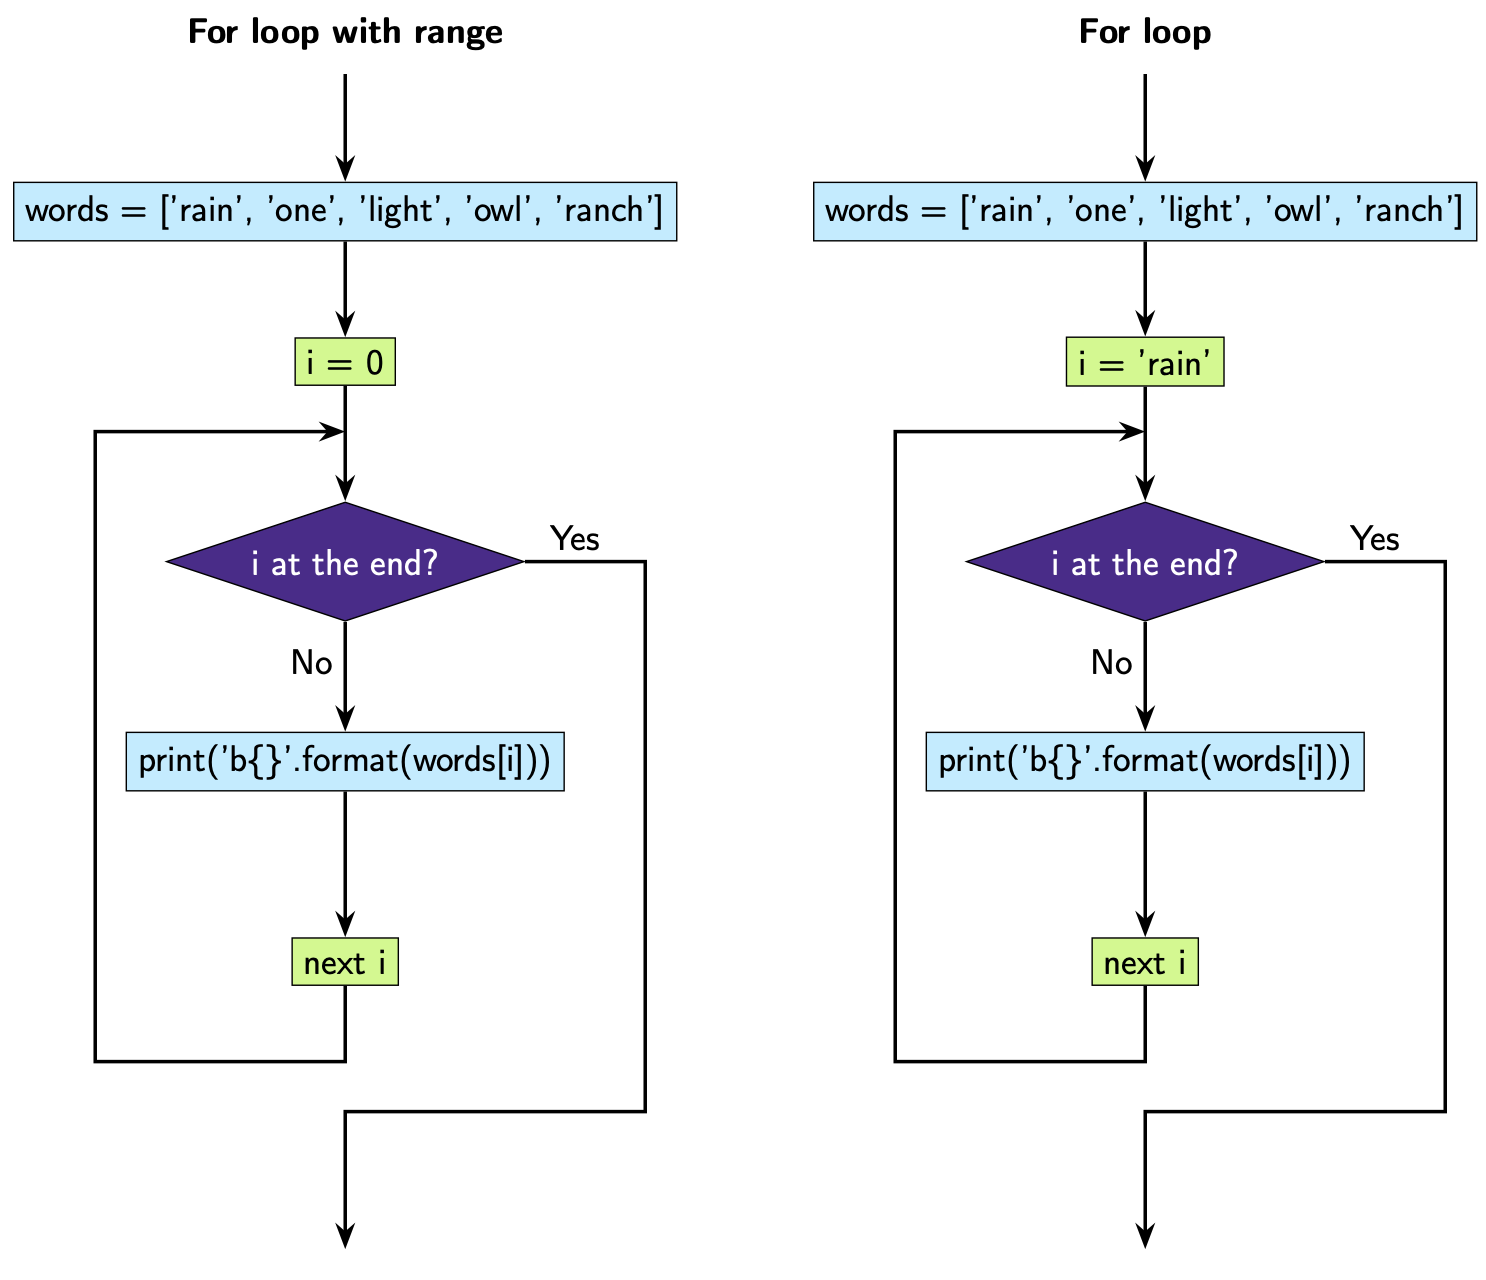 For loop with range
words = ['rain', 'one', 'light', 'owl', 'ranch']
i = 0
i at the end?
Yes
No
print('b{}'.format(words[i]))
next i
For loop
words = ['rain', 'one', 'light', 'owl', 'ranch']
i = 'rain'
i at the end?
Yes
No
print('b{}'.format(words[i]))
next i